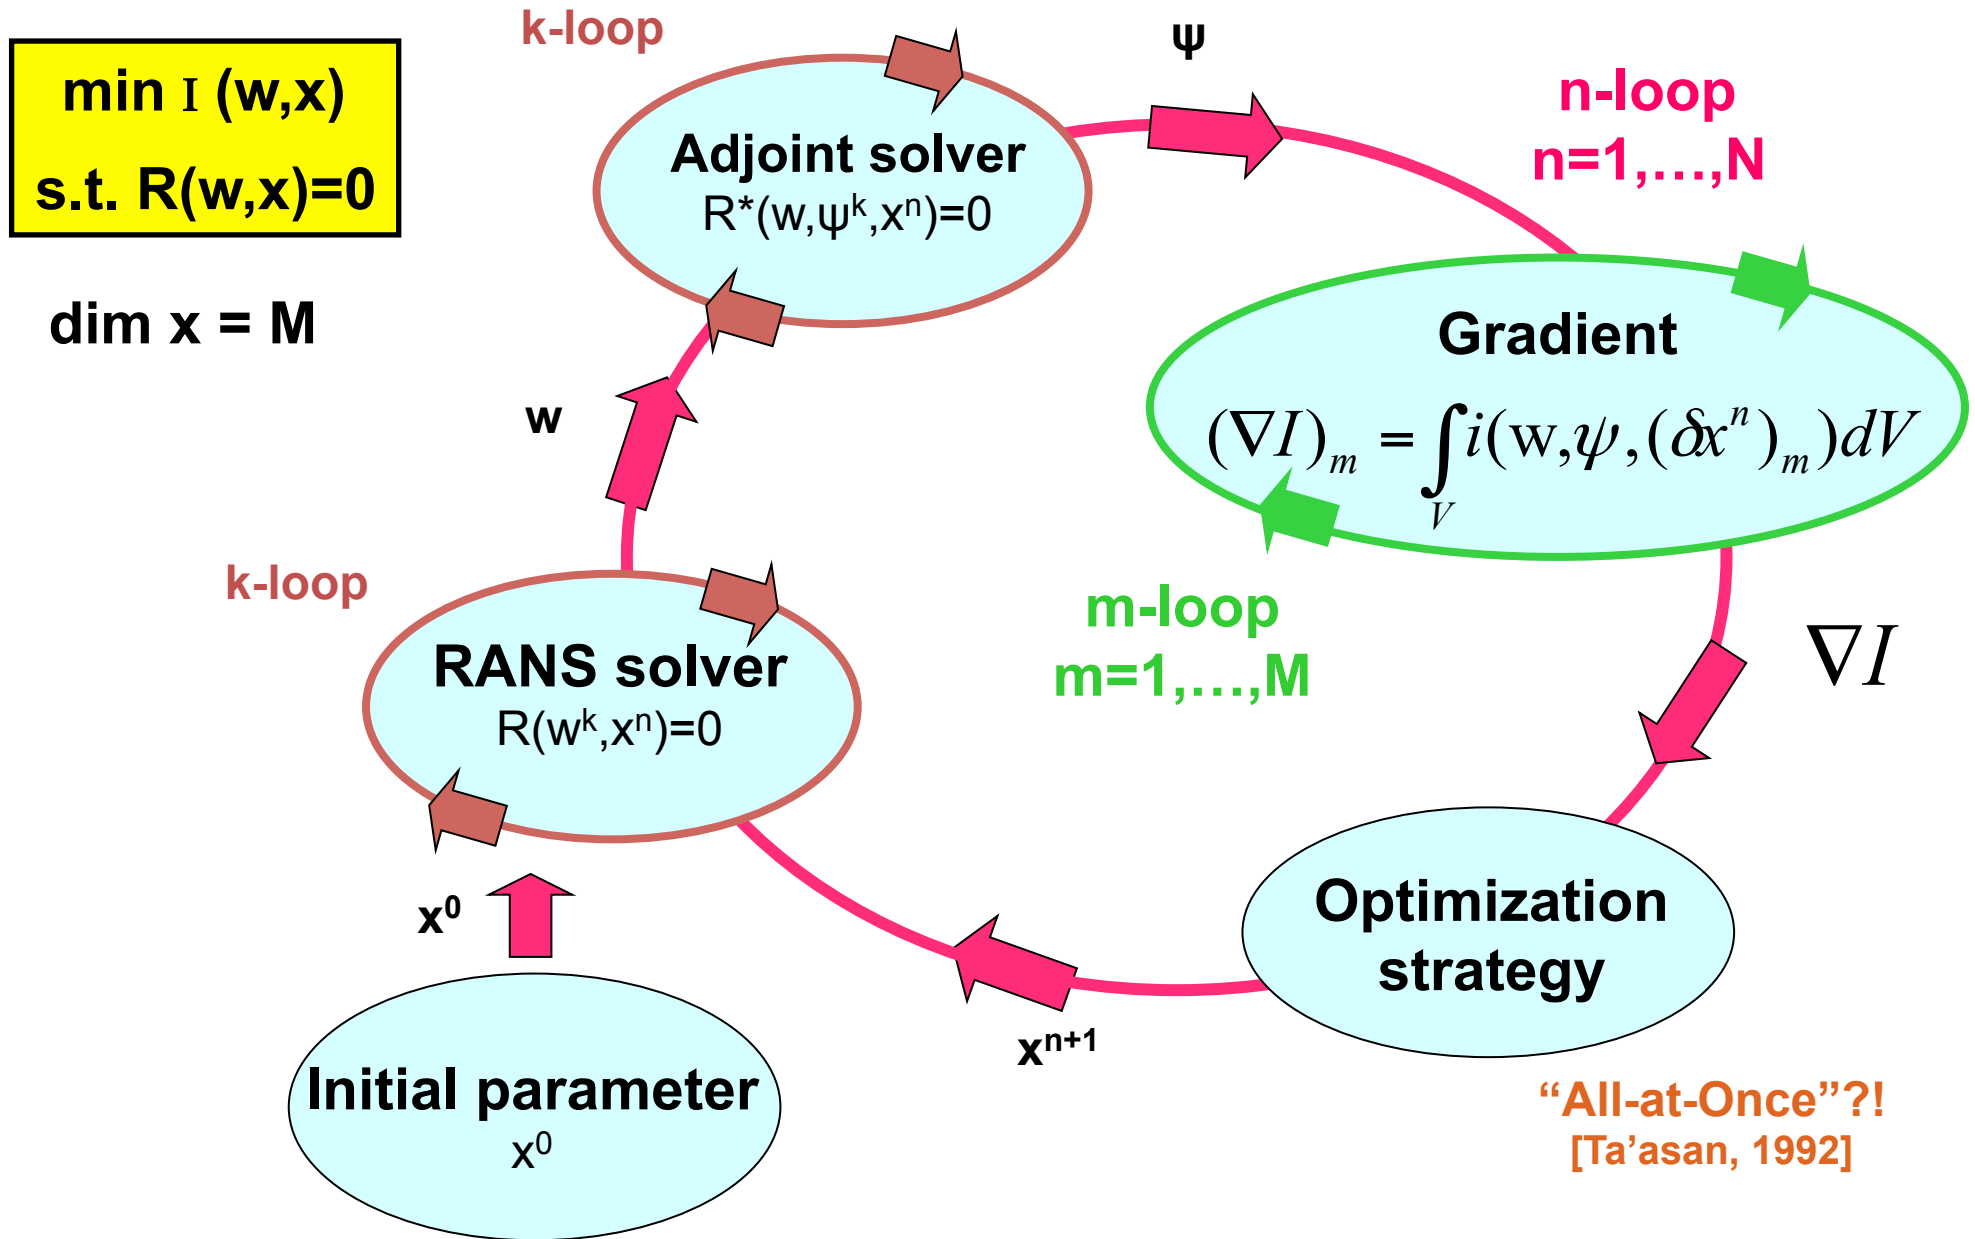 min I (w,x)
s.t. R(w,x)=0
dim x = M
k-loop
Adjoint solver
R*(w,ψᵏ,xⁿ)=0
ψ
n-loop
n=1,…,N
Gradient
(∇I)ₘ = ∫_V i(w,ψ,(δxⁿ)ₘ)dV
w
k-loop
RANS solver
R(wᵏ,xⁿ)=0
m-loop
m=1,…,M
∇I
x⁰
Optimization
strategy
xⁿ⁺¹
Initial parameter
x⁰
“All-at-Once”?!
[Ta’asan, 1992]